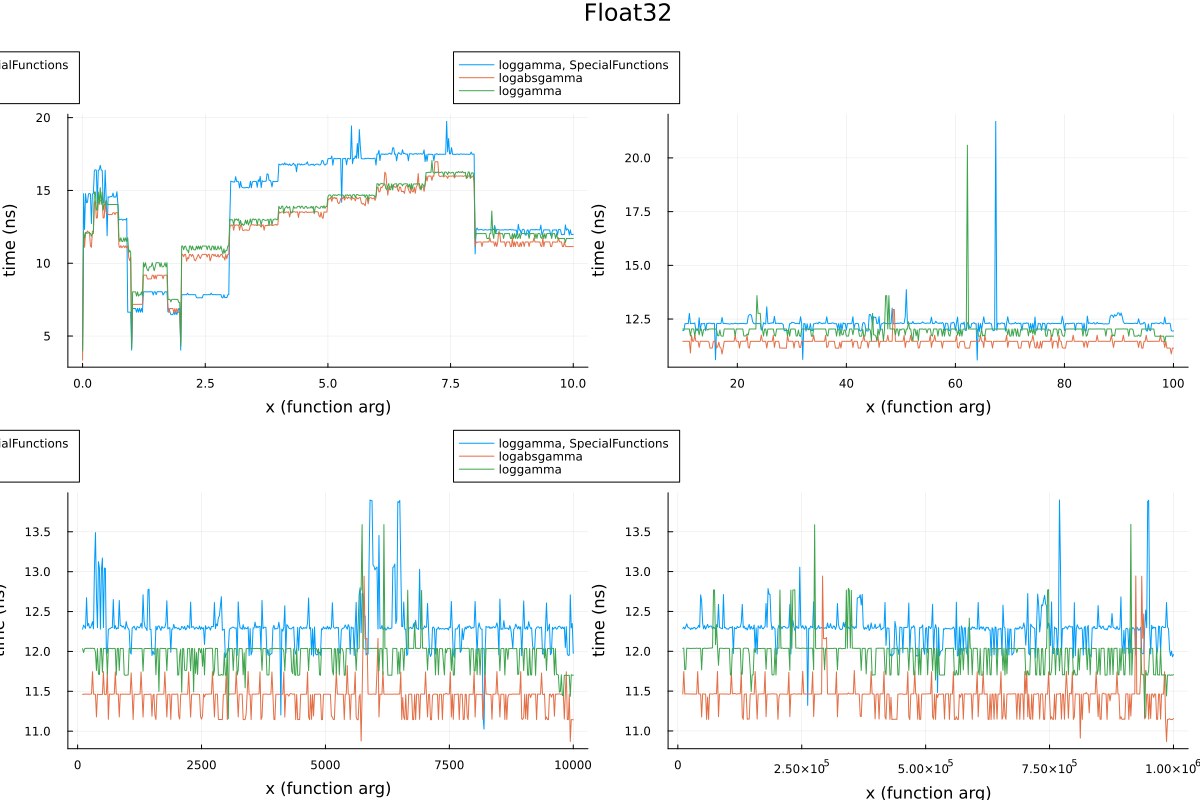 Float32
ialFunctions
loggamma, SpecialFunctions
logabsgamma
loggamma
20
15
10
5
time (ns)
0.0 2.5 5.0 7.5 10.0
x (function arg)
20.0
17.5
15.0
12.5
time (ns)
20 40 60 80 100
x (function arg)
ialFunctions
loggamma, SpecialFunctions
logabsgamma
loggamma
13.5
13.0
12.5
12.0
11.5
11.0
time (ns)
0 2500 5000 7500 10000
x (function arg)
13.5
13.0
12.5
12.0
11.5
11.0
time (ns)
0 2.50×10⁵ 5.00×10⁵ 7.50×10⁵ 1.00×10⁶
x (function arg)